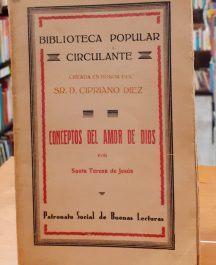 BIBLIOTECA POPULAR
CIRCULANTE
CREADA EN HONOR DEL
SR. D. CIPRIANO DIEZ
CONCEPTOS DEL AMOR DE DIOS
POR
Santa Teresa de Jesús
Patronato Social de Buenas Lecturas